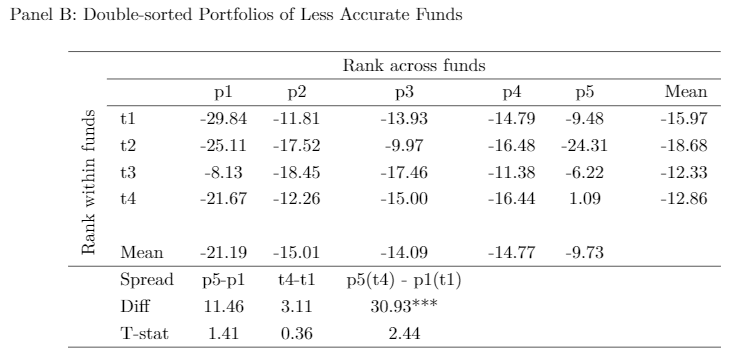 Panel B: Double-sorted Portfolios of Less Accurate Funds
Rank across funds
p1 p2 p3 p4 p5 Mean
Rank within funds
t1 -29.84 -11.81 -13.93 -14.79 -9.48 -15.97
t2 -25.11 -17.52 -9.97 -16.48 -24.31 -18.68
t3 -8.13 -18.45 -17.46 -11.38 -6.22 -12.33
t4 -21.67 -12.26 -15.00 -16.44 1.09 -12.86
Mean -21.19 -15.01 -14.09 -14.77 -9.73
Spread p5-p1 t4-t1 p5(t4) - p1(t1)
Diff 11.46 3.11 30.93***
T-stat 1.41 0.36 2.44